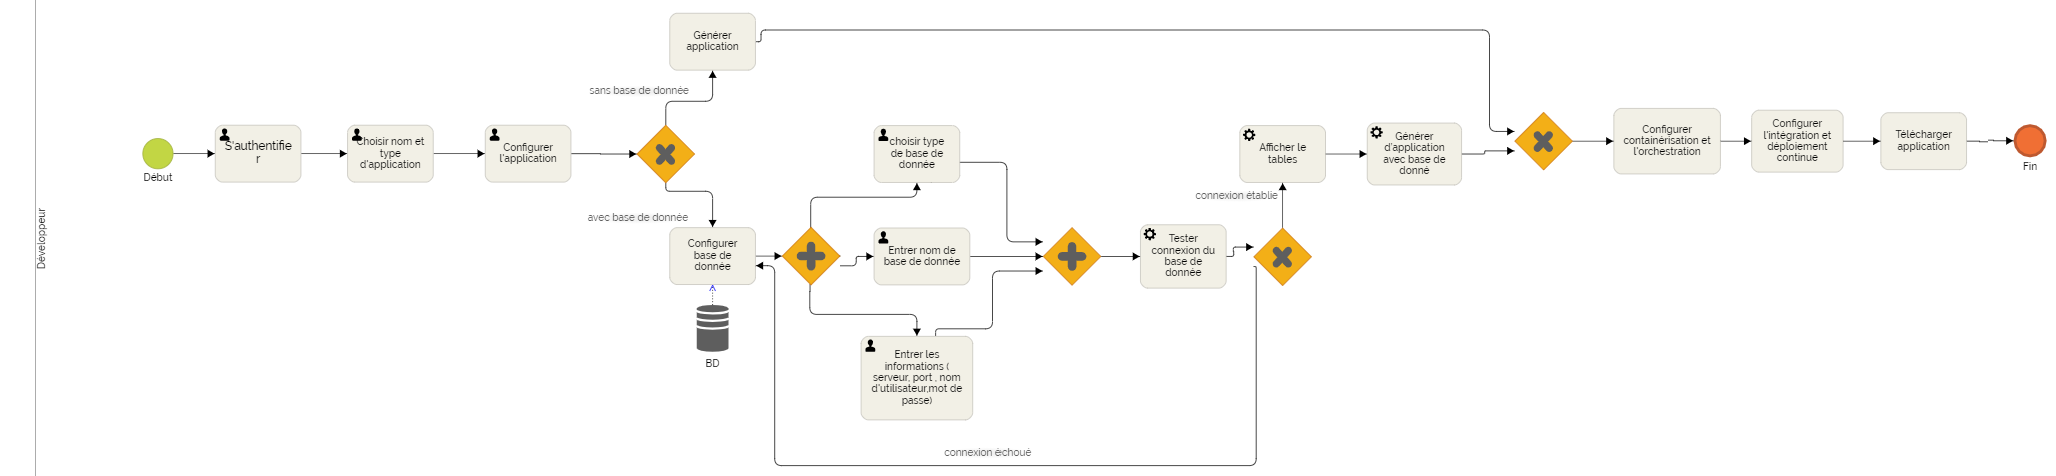 Développeur
Début
S'authentifie
r
Choisir nom et
type
d'application
Configurer
l'application
sans base de donnée
Générer
application
avec base de donnée
Configurer
base de
donnée
BD
choisir type
de base de
donnée
Entrer nom de
base de donnée
Entrer les
informations (
serveur, port , nom
d'utilisateur,mot de
passe)
Tester
connexion du
base de
donnée
connexion éichoué
connexion établie
Afficher le
tables
Générer
d'application
avec base de
donné
Configurer
containérisation et
l'orchestration
Configurer
l'intégration et
déploiement
continue
Télécharger
application
Fin